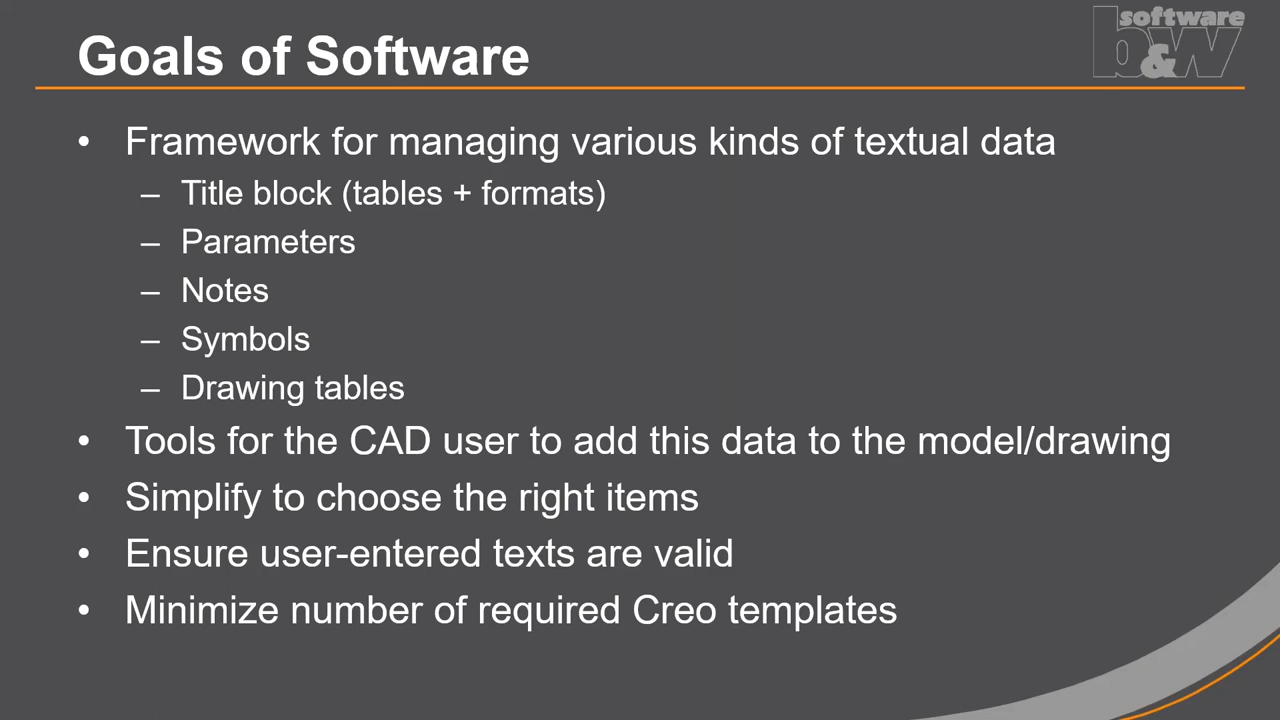 Goals of Software
software
b&w
• Framework for managing various kinds of textual data
– Title block (tables + formats)
– Parameters
– Notes
– Symbols
– Drawing tables
• Tools for the CAD user to add this data to the model/drawing
• Simplify to choose the right items
• Ensure user-entered texts are valid
• Minimize number of required Creo templates